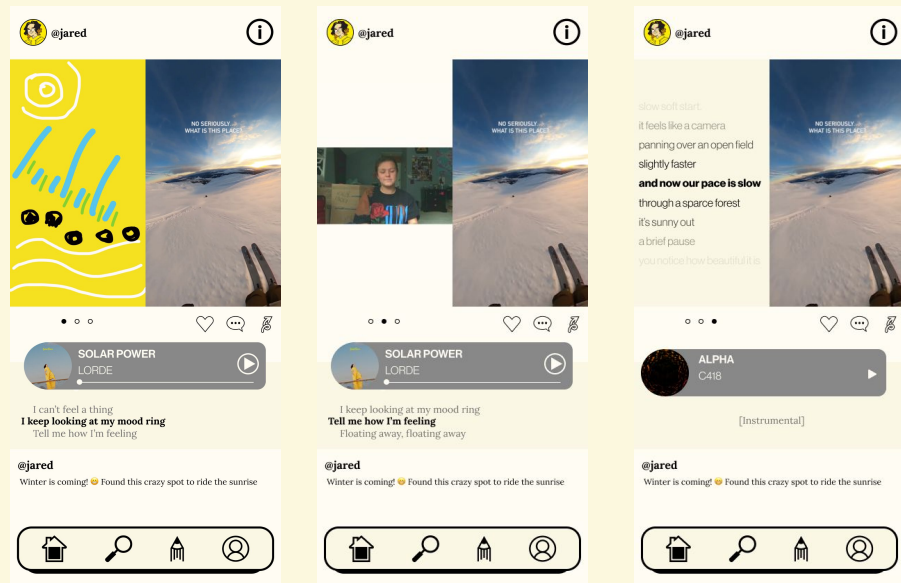 @jared
NO SERIOUSLY
WHAT IS THIS PLACE?
SOLAR POWER
LORDE
I can't feel a thing
I keep looking at my mood ring
Tell me how I'm feeling
@jared
Winter is coming! 😊 Found this crazy spot to ride the sunrise
@jared
NO SERIOUSLY
WHAT IS THIS PLACE?
SOLAR POWER
LORDE
I keep looking at my mood ring
Tell me how I'm feeling
Floating away, floating away
@jared
Winter is coming! 😊 Found this crazy spot to ride the sunrise
@jared
slow soft start
it feels like a camera
panning over an open field
slightly faster
and now our pace is slow
through a sparce forest
it's sunny out
a brief pause
you notice how beautiful it is
NO SERIOUSLY
WHAT IS THIS PLACE?
ALPHA
C418
[Instrumental]
@jared
Winter is coming! 😊 Found this crazy spot to ride the sunrise